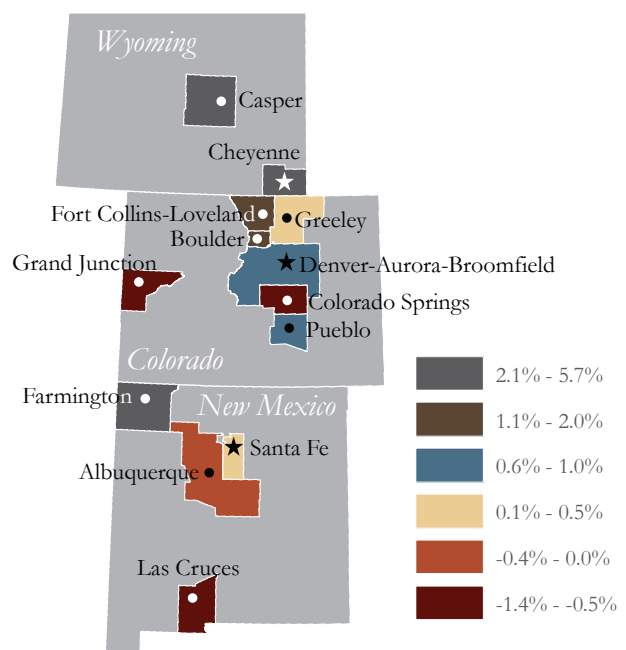 Wyoming
Casper
Cheyenne
Fort Collins-Loveland
Greeley
Boulder
Grand Junction
Denver-Aurora-Broomfield
Colorado Springs
Pueblo
Colorado
Farmington
New Mexico
Santa Fe
Albuquerque
Las Cruces
2.1% - 5.7%
1.1% - 2.0%
0.6% - 1.0%
0.1% - 0.5%
-0.4% - 0.0%
-1.4% - -0.5%